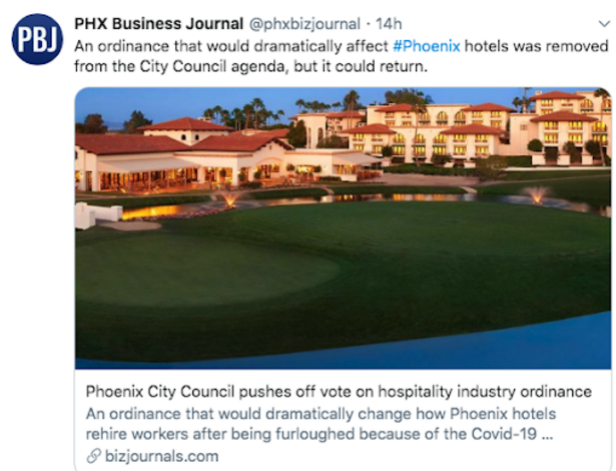 PBJ
PHX Business Journal @phxbizjournal · 14h
An ordinance that would dramatically affect #Phoenix hotels was removed
from the City Council agenda, but it could return.
Phoenix City Council pushes off vote on hospitality industry ordinance
An ordinance that would dramatically change how Phoenix hotels
rehire workers after being furloughed because of the Covid-19 ...
bizjournals.com